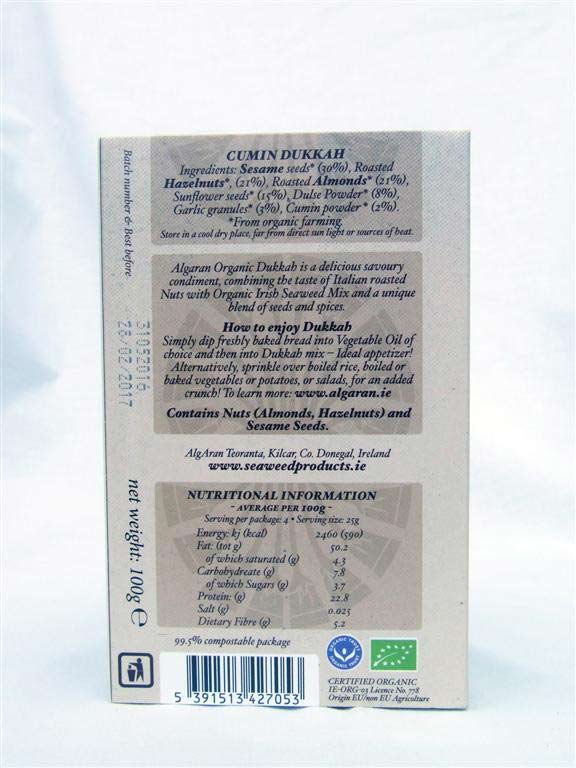 CUMIN DUKKAH
Ingredients: Sesame seeds* (30%), Roasted
Hazelnuts*, (21%), Roasted Almonds* (21%),
Sunflower seeds* (15%), Dulse Powder* (8%),
Garlic granules* (3%), Cumin powder* (2%).
*From organic farming.
Store in a cool dry place, far from direct sun light or sources of heat.
Algaran Organic Dukkah is a delicious savoury
condiment, combining the taste of Italian roasted
Nuts with Organic Irish Seaweed Mix and a unique
blend of seeds and spices.
How to enjoy Dukkah
Simply dip freshly baked bread into Vegetable Oil of
choice and then into Dukkah mix – Ideal appetizer!
Alternatively, sprinkle over boiled rice, boiled or
baked vegetables or potatoes, or salads, for an added
crunch! To learn more: www.algaran.ie
Contains Nuts (Almonds, Hazelnuts) and
Sesame Seeds.
AlgAran Teoranta, Kilcar, Co. Donegal, Ireland
www.seaweedproducts.ie
NUTRITIONAL INFORMATION
- AVERAGE PER 100g -
Serving per package: 4 • Serving size: 25g
Energy: kj (kcal) 2460 (590)
Fat: (tot g) 50.2
of which saturated (g) 4.3
Carbohydreate (g) 7.8
of which Sugars (g) 3.7
Protein: (g) 22.8
Salt (g) 0.025
Dietary Fibre (g) 5.2
99.5% compostable package
Batch number & Best before
31052016
28/02/2017
net weight: 100g e
5 391513 427053
ORGANIC TRUST
ORGANIC TRUST
CERTIFIED ORGANIC
IE-ORG-03 Licence No. 778
Origin EU/non EU Agriculture